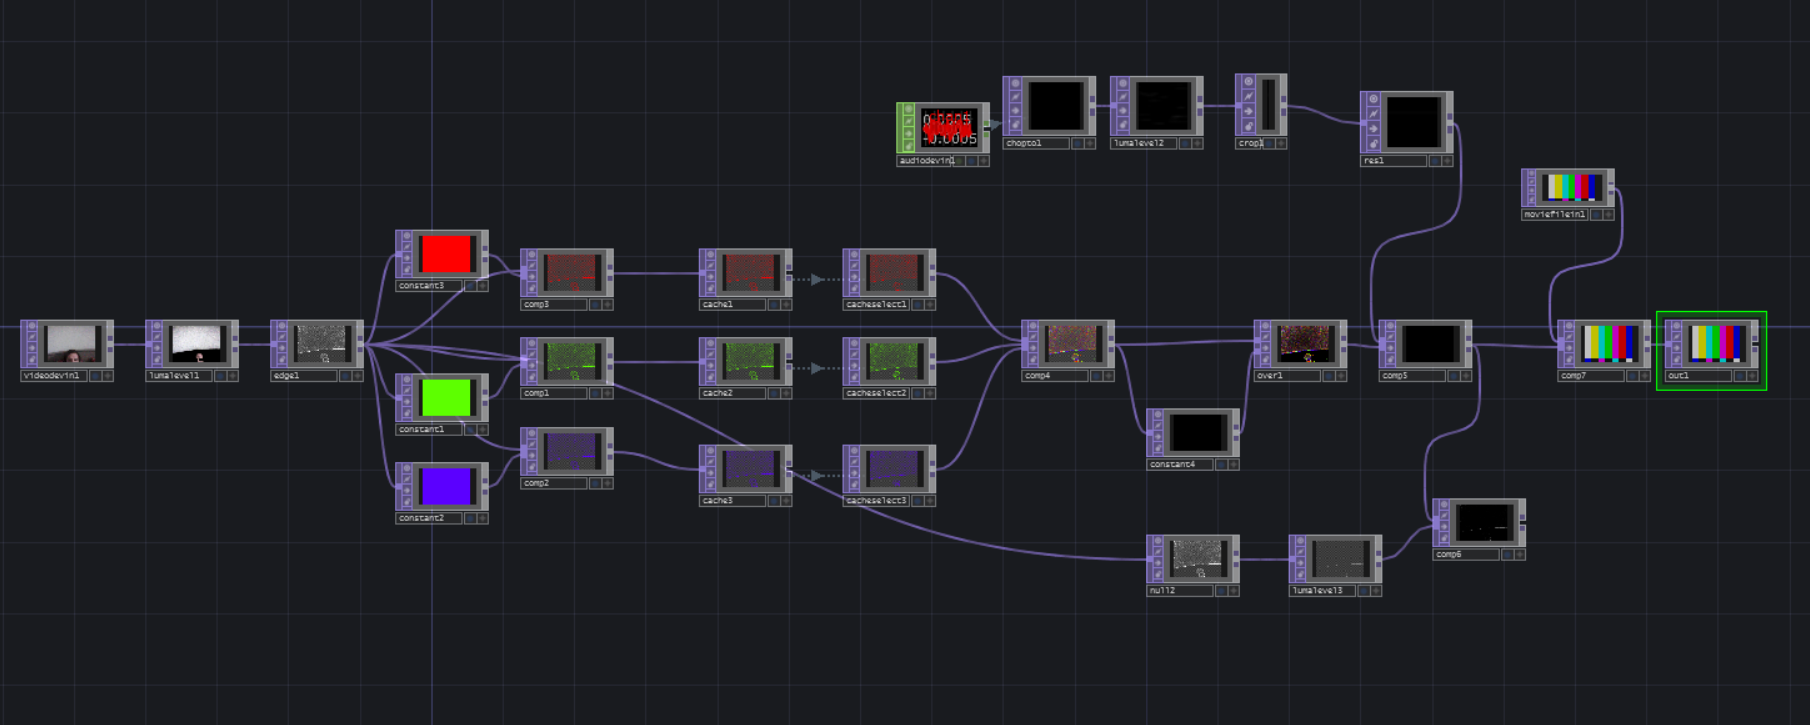 0.0005
-0.0005
audiodevin1
chopto1
lumalevel2
crop1
res1
moviefilein1
constant3
comp3
cache1
cacheselect1
videodevin1
lumalevel1
edge1
constant1
comp1
cache2
cacheselect2
comp4
over1
comp5
comp7
out1
constant2
comp2
cache3
cacheselect3
constant4
null2
lumalevel3
comp6